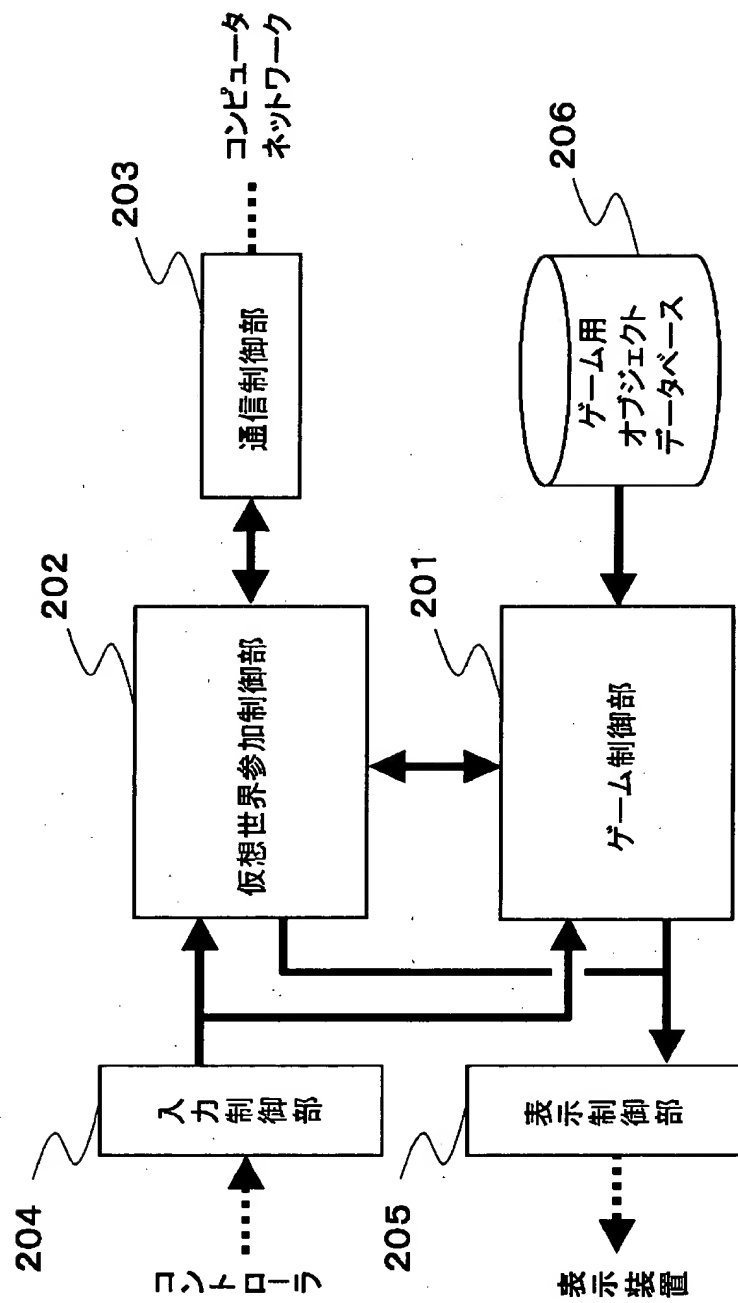 204
コントローラ
入力制御部
202
仮想世界参加制御部
203
通信制御部
コンピュータ
ネットワーク
205
表示装置
表示制御部
201
ゲーム制御部
206
ゲーム用
オブジェクト
データベース